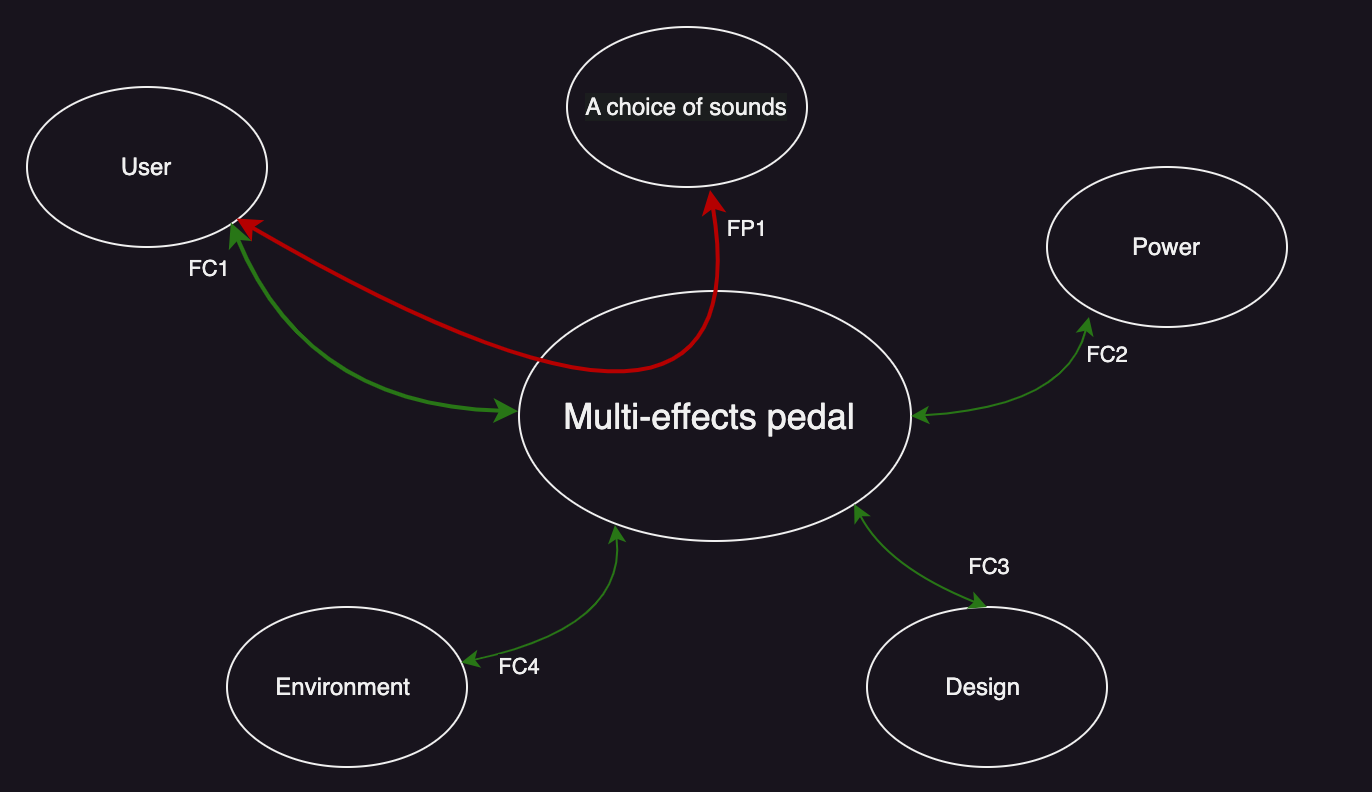 A choice of sounds
User
Power
FP1
FC1
FC2
Multi-effects pedal
FC3
FC4
Environment
Design